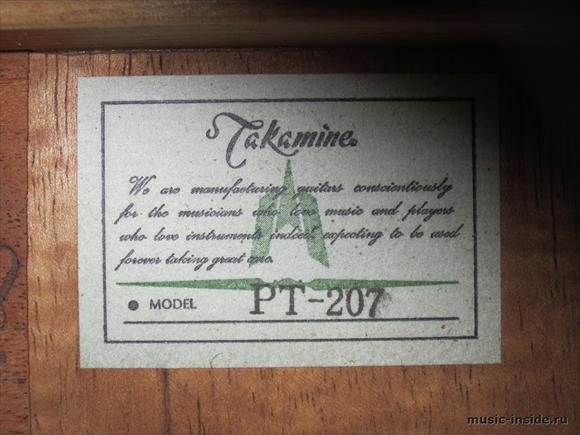 Takamine
We are manufacturing guitars conscientiously
for the musicians who love music and players
who love instruments indeed, expecting to be used
forever taking great care.
● MODEL PT-207
music-inside.ru